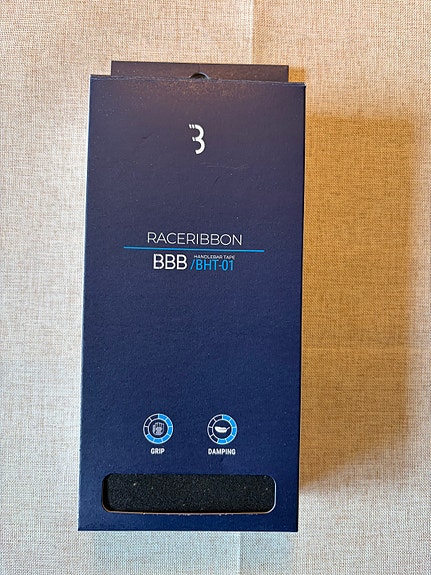 RACERIBBON
HANDLEBAR TAPE
BBB /BHT-01
GRIP
DAMPING